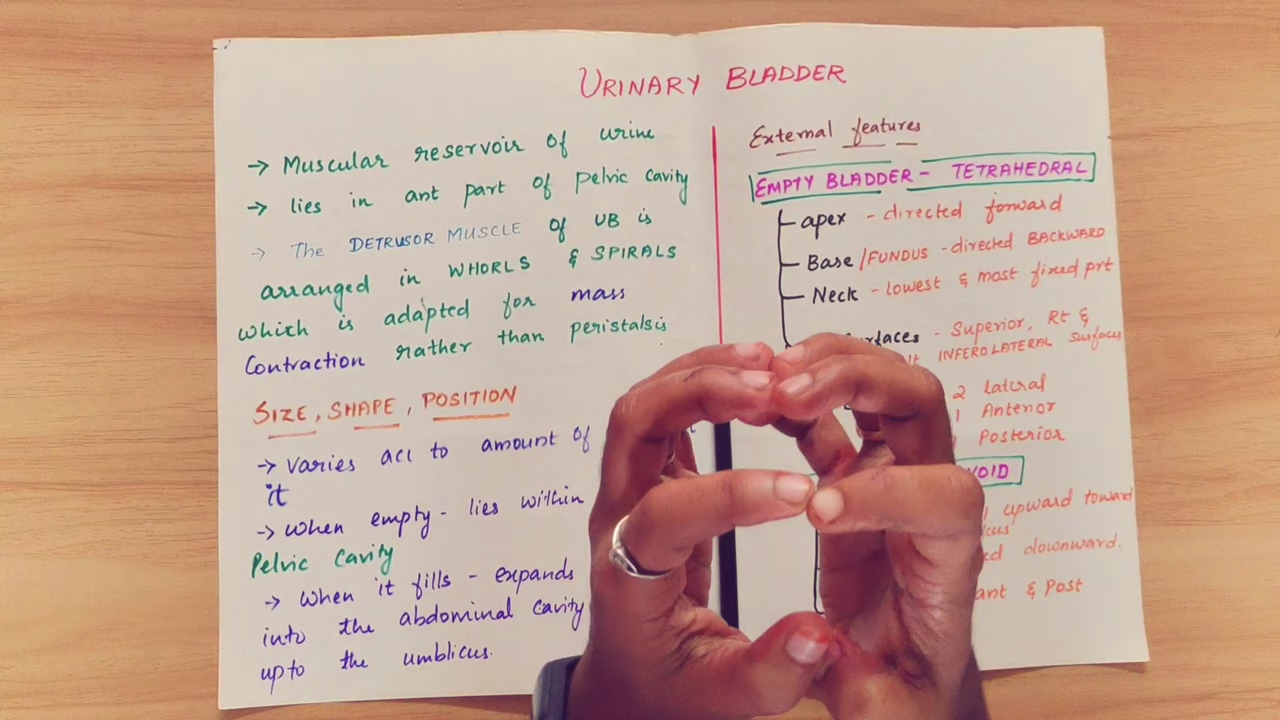 URINARY BLADDER
→ Muscular reservoir of urine
→ lies in ant part of pelvic cavity
→ The DETRUSOR MUSCLE of UB is
arranged in WHORLS & SPIRALS
which is adapted for mass
Contraction rather than peristalsis
SIZE, SHAPE, POSITION
→ varies acc to amount of
it
→ when empty - lies within
Pelvic Cavity
→ when it fills - expands
into the abdominal cavity
upto the umblicus.
External features
EMPTY BLADDER - TETRAHEDRAL
apex - directed forward
Base/FUNDUS - directed BACKWARD
Neck - lowest & most fixed prt
- Superior, Rt &
lt INFEROLATERAL surfaces
2 lateral
1 Anterior
Posterior
upward toward
downward.
ant & Post